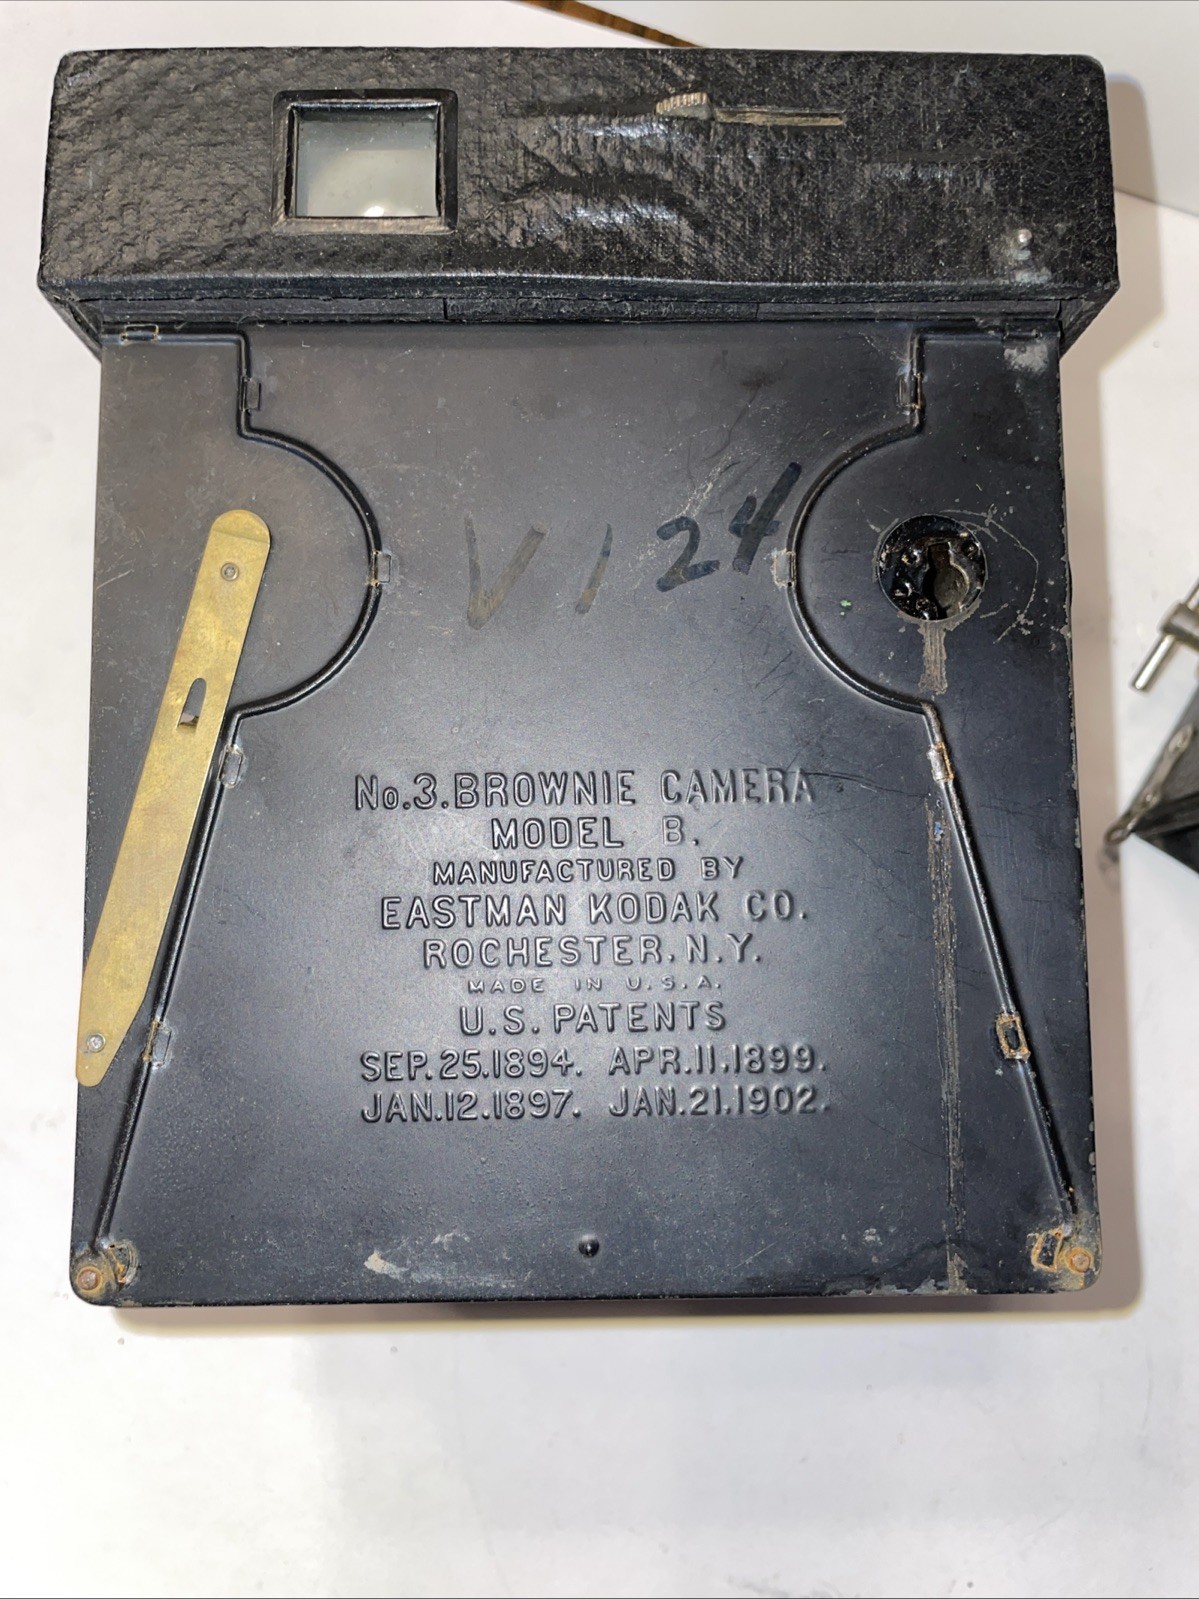 V124
No.3.BROWNIE CAMERA
MODEL B.
MANUFACTURED BY
EASTMAN KODAK CO.
ROCHESTER, N.Y.
MADE IN U.S.A.
U.S. PATENTS
SEP.25.1894. APR.11.1899.
JAN.12.1897. JAN.21.1902.